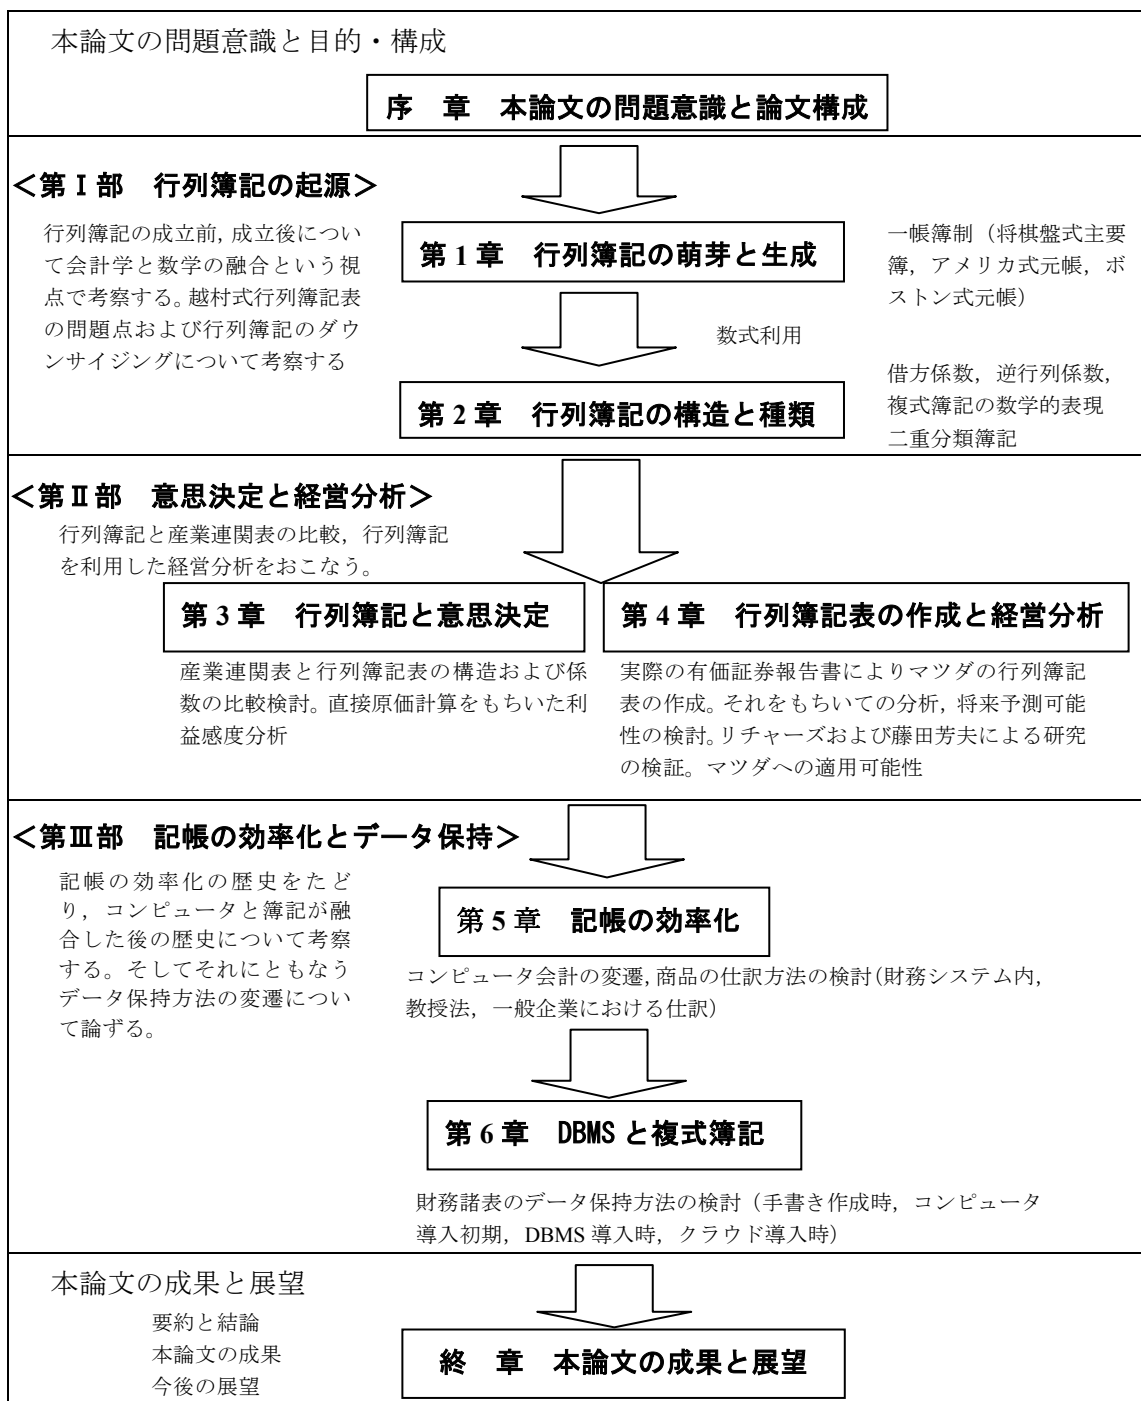 本論文の問題意識と目的・構成
序　章　本論文の問題意識と論文構成
＜第Ⅰ部　行列簿記の起源＞
行列簿記の成立前，成立後につい
て会計学と数学の融合という視
点で考察する。越村式行列簿記表
の問題点および行列簿記のダウ
ンサイジングについて考察する
第1章　行列簿記の萌芽と生成
一帳簿制（将棋盤式主要
簿，アメリカ式元帳，ボ
ストン式元帳）
数式利用
第2章　行列簿記の構造と種類
借方係数，逆行列係数，
複式簿記の数学的表現
二重分類簿記
＜第Ⅱ部　意思決定と経営分析＞
行列簿記と産業連関表の比較，行列簿記
を利用した経営分析をおこなう。
第3章　行列簿記と意思決定
産業連関表と行列簿記表の構造および係
数の比較検討。直接原価計算をもちいた利
益感度分析
第4章　行列簿記表の作成と経営分析
実際の有価証券報告書によりマツダの行列簿記
表の作成。それをもちいての分析，将来予測可能
性の検討。リチャーズおよび藤田芳夫による研究
の検証。マツダへの適用可能性
＜第Ⅲ部　記帳の効率化とデータ保持＞
記帳の効率化の歴史をたど
り，コンピュータと簿記が融
合した後の歴史について考察
する。そしてそれにともなう
データ保持方法の変遷につい
て論ずる。
第5章　記帳の効率化
コンピュータ会計の変遷，商品の仕訳方法の検討（財務システム内，
教授法，一般企業における仕訳）
第6章　DBMSと複式簿記
財務諸表のデータ保持方法の検討（手書き作成時，コンピュータ
導入初期，DBMS導入時，クラウド導入時）
本論文の成果と展望
要約と結論
本論文の成果
今後の展望
終　章　本論文の成果と展望